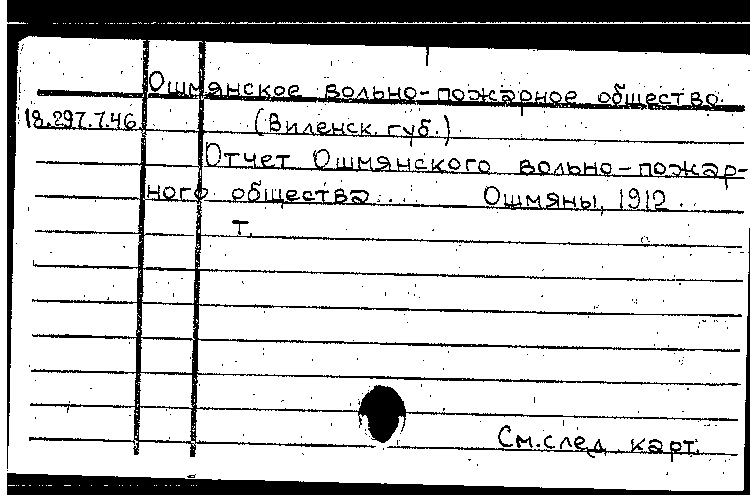 Ошмянское вольно-пожарное общество.
18.297.7.46
(Виленск. губ.)
Отчет Ошмянского вольно-пожар-
ного общества... Ошмяны, 1912..
Т.
См. след. карт.